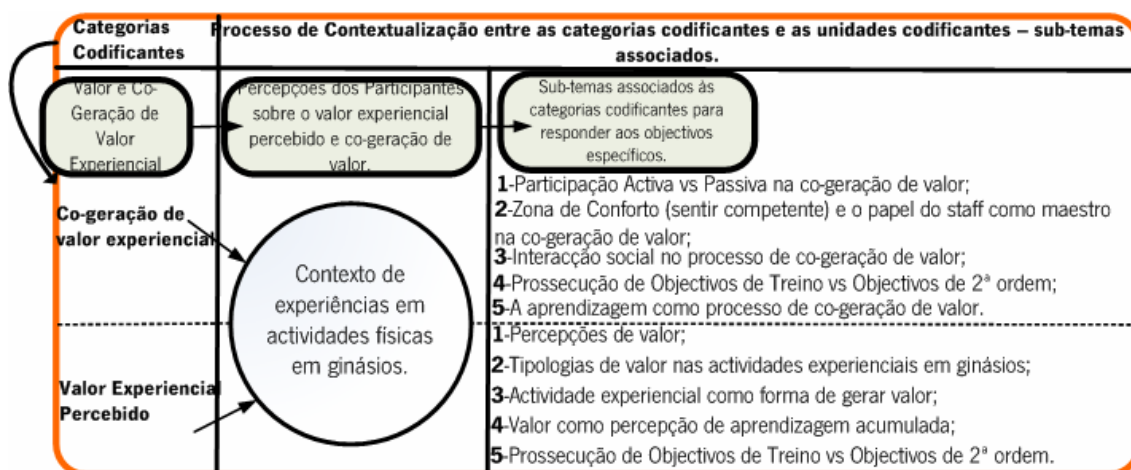 Categorias
Codificantes
Processo de Contextualização entre as categorias codificantes e as unidades codificantes – sub-temas
associados.
Valor e Co-
Geração de
Valor
Experiencial
Percepções dos Participantes
sobre o valor experiencial
percebido e co-geração de
valor.
Sub-temas associados às
categorias codificantes para
responder aos objectivos
específicos.
Co-geração de
valor experiencial
Contexto de
experiências em
actividades físicas
em ginásios.
1-Participação Activa vs Passiva na co-geração de valor;
2-Zona de Conforto (sentir competente) e o papel do staff como maestro
na co-geração de valor;
3-Interacção social no processo de co-geração de valor;
4-Prossecução de Objectivos de Treino vs Objectivos de 2ª ordem;
5-A aprendizagem como processo de co-geração de valor.
Valor Experiencial
Percebido
1-Percepções de valor;
2-Tipologias de valor nas actividades experienciais em ginásios;
3-Actividade experiencial como forma de gerar valor;
4-Valor como percepção de aprendizagem acumulada;
5-Prossecução de Objectivos de Treino vs Objectivos de 2ª ordem.